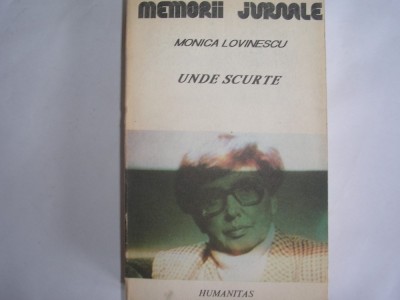 MEMORII JURNALE
MONICA LOVINESCU
UNDE SCURTE
HUMANITAS